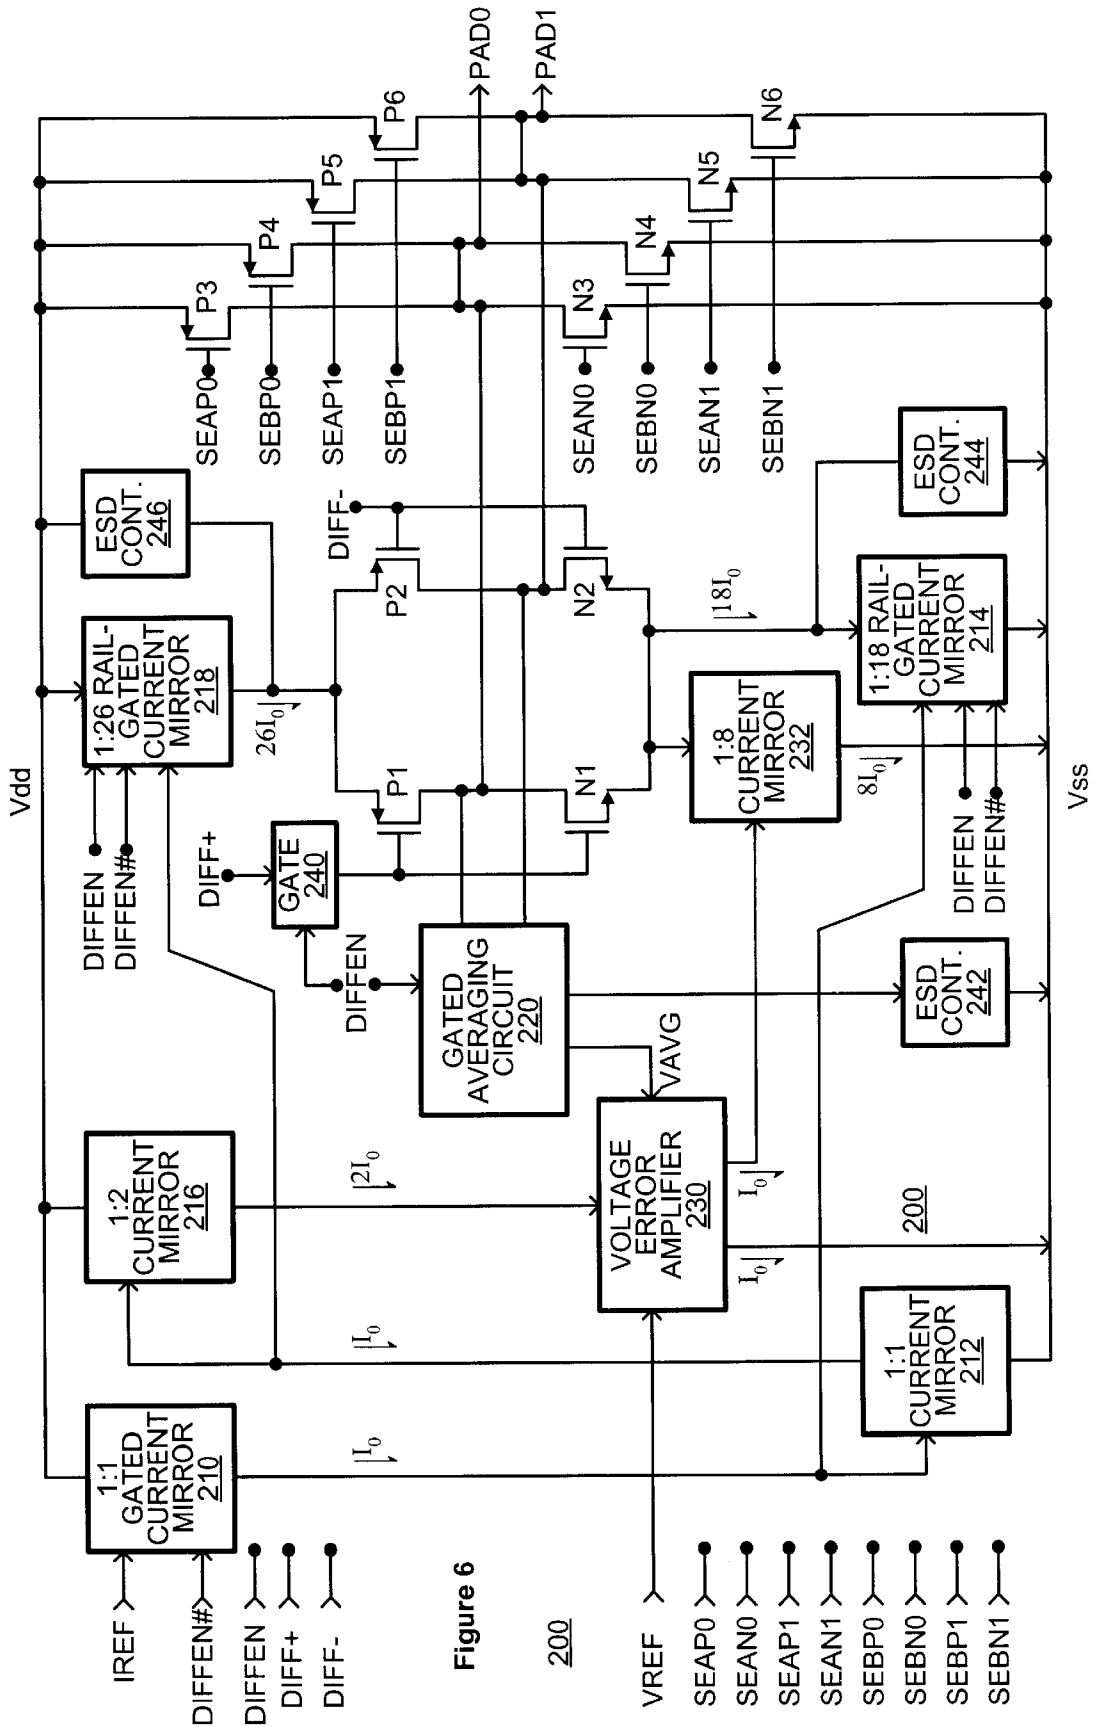 Vdd
IREF
DIFFEN#
DIFFEN
DIFF+
DIFF-
1:1
GATED
CURRENT
MIRROR
210
I0
1:2
CURRENT
MIRROR
216
I0
2I0
DIFFEN
DIFFEN#
1:26 RAIL-
GATED
CURRENT
MIRROR
218
26I0
ESD
CONT.
246
DIFF+
GATE
240
DIFFEN
P1
P2
DIFF-
N1
N2
GATED
AVERAGING
CIRCUIT
220
VAVG
VREF
VOLTAGE
ERROR
AMPLIFIER
230
I0
I0
1:8
CURRENT
MIRROR
232
8I0
18I0
1:18 RAIL-
GATED
CURRENT
MIRROR
214
DIFFEN
DIFFEN#
ESD
CONT.
244
ESD
CONT.
242
1:1
CURRENT
MIRROR
212
200
SEAP0
SEBP0
SEAP1
SEBP1
P3
P4
P5
P6
PAD0
PAD1
SEAN0
SEBN0
SEAN1
SEBN1
N3
N4
N5
N6
SEAP0
SEAN0
SEAP1
SEAN1
SEBP0
SEBN0
SEBP1
SEBN1
Vss
Figure 6
200